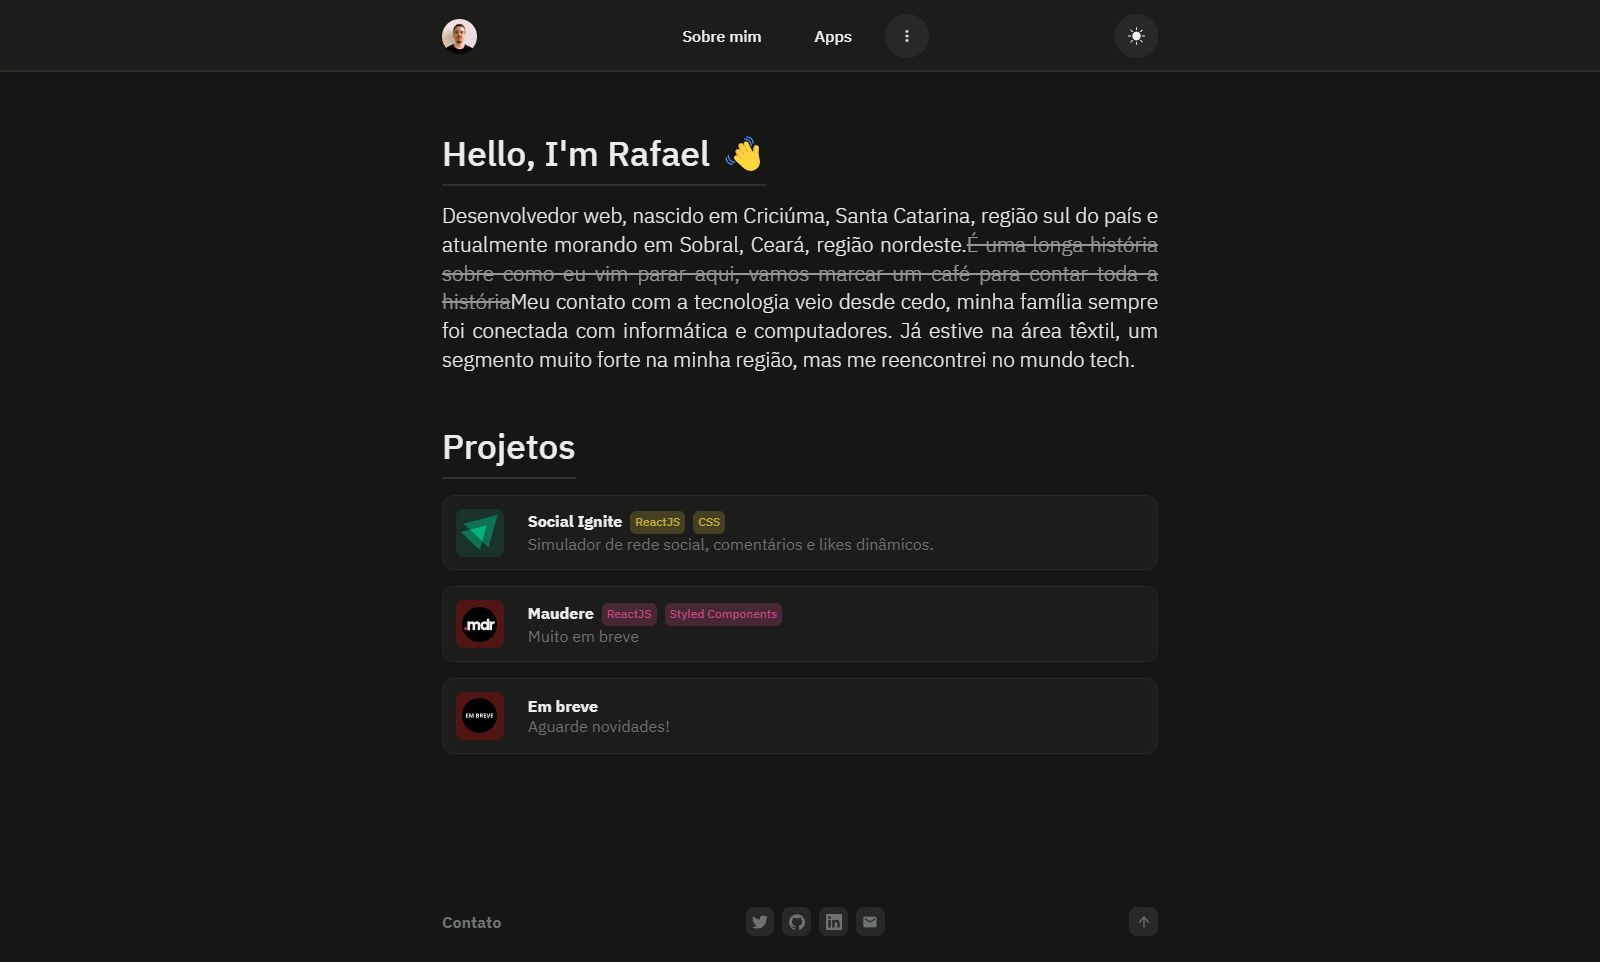 Sobre mim Apps
Hello, I'm Rafael 👋
Desenvolvedor web, nascido em Criciúma, Santa Catarina, região sul do país e
atualmente morando em Sobral, Ceará, região nordeste.É uma longa história
sobre como eu vim parar aqui, vamos marcar um café para contar toda a
históriaMeu contato com a tecnologia veio desde cedo, minha família sempre
foi conectada com informática e computadores. Já estive na área têxtil, um
segmento muito forte na minha região, mas me reencontrei no mundo tech.
Projetos
Social Ignite ReactJS CSS
Simulador de rede social, comentários e likes dinâmicos.
.mdr
Maudere ReactJS Styled Components
Muito em breve
EM BREVE
Em breve
Aguarde novidades!
Contato